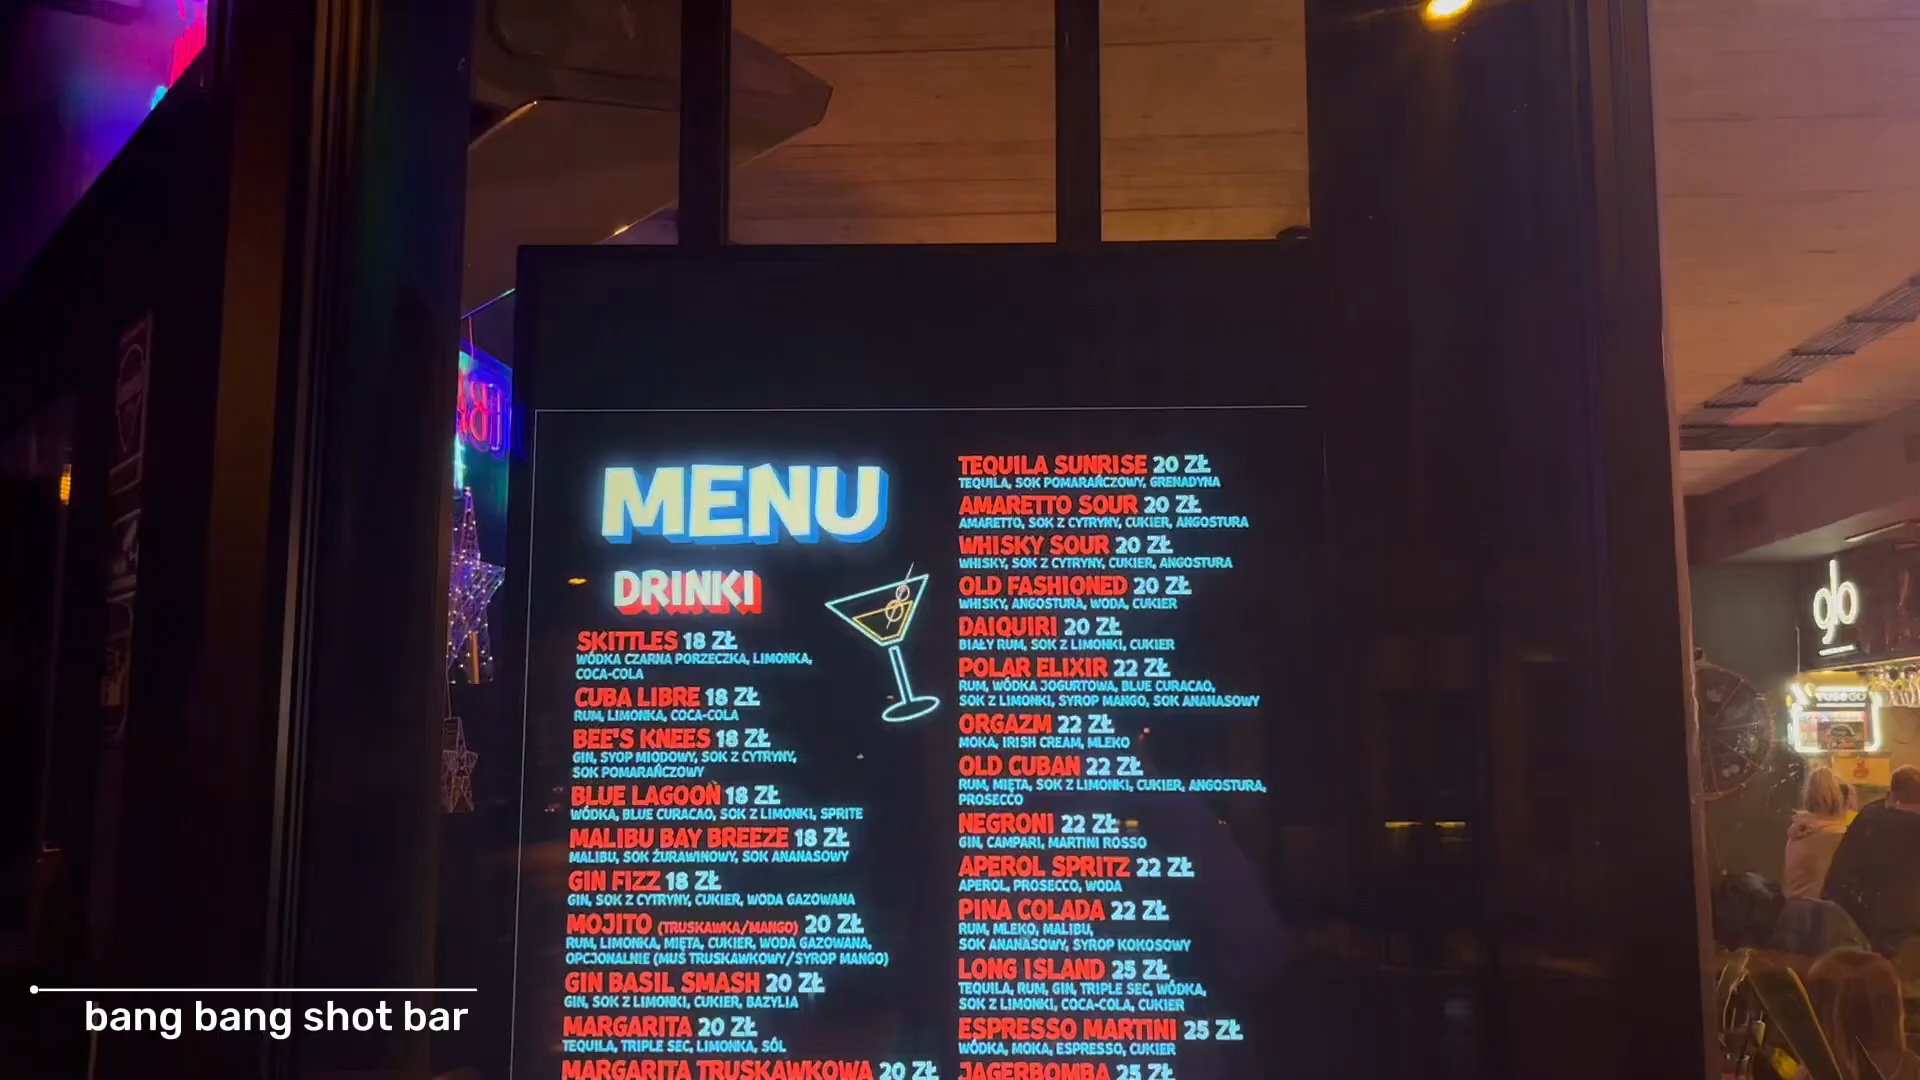 MENU
DRINKI
SKITTLES 18 ZŁ
WÓDKA CZARNA PORZECZKA, LIMONKA,
COCA-COLA
CUBA LIBRE 18 ZŁ
RUM, LIMONKA, COCA-COLA
BEE'S KNEES 18 ZŁ
GIN, SYOP MIODOWY, SOK Z CYTRYNY,
SOK POMARAŃCZOWY
BLUE LAGOON 18 ZŁ
WÓDKA, BLUE CURACAO, SOK Z LIMONKI, SPRITE
MALIBU BAY BREEZE 18 ZŁ
MALIBU, SOK ŻURAWINOWY, SOK ANANASOWY
GIN FIZZ 18 ZŁ
GIN, SOK Z CYTRYNY, CUKIER, WODA GAZOWANA
MOJITO (TRUSKAWKA/MANGO) 20 ZŁ
RUM, LIMONKA, MIĘTA, CUKIER, WODA GAZOWANA,
OPCJONALNIE (MUS TRUSKAWKOWY/SYROP MANGO)
GIN BASIL SMASH 20 ZŁ
GIN, SOK Z LIMONKI, CUKIER, BAZYLIA
MARGARITA 20 ZŁ
TEQUILA, TRIPLE SEC, LIMONKA, SÓL
MARGARITA TRUSKAWKOWA 20 ZŁ
TEQUILA SUNRISE 20 ZŁ
TEQUILA, SOK POMARAŃCZOWY, GRENADYNA
AMARETTO SOUR 20 ZŁ
AMARETTO, SOK Z CYTRYNY, CUKIER, ANGOSTURA
WHISKY SOUR 20 ZŁ
WHISKY, SOK Z CYTRYNY, CUKIER, ANGOSTURA
OLD FASHIONED 20 ZŁ
WHISKY, ANGOSTURA, WODA, CUKIER
DAIQUIRI 20 ZŁ
BIAŁY RUM, SOK Z LIMONKI, CUKIER
POLAR ELIXIR 22 ZŁ
RUM, WÓDKA JOGURTOWA, BLUE CURACAO,
SOK Z LIMONKI, SYROP MANGO, SOK ANANASOWY
ORGAZM 22 ZŁ
MOKA, IRISH CREAM, MLEKO
OLD CUBAN 22 ZŁ
RUM, MIĘTA, SOK Z LIMONKI, CUKIER, ANGOSTURA,
PROSECCO
NEGRONI 22 ZŁ
GIN, CAMPARI, MARTINI ROSSO
APEROL SPRITZ 22 ZŁ
APEROL, PROSECCO, WODA
PINA COLADA 22 ZŁ
RUM, MLEKO, MALIBU,
SOK ANANASOWY, SYROP KOKOSOWY
LONG ISLAND 25 ZŁ
TEQUILA, RUM, GIN, TRIPLE SEC, WÓDKA,
SOK Z LIMONKI, COCA-COLA, CUKIER
ESPRESSO MARTINI 25 ZŁ
WÓDKA, MOKA, ESPRESSO, CUKIER
JAGERBOMBA 25 ZŁ
glo
bang bang shot bar